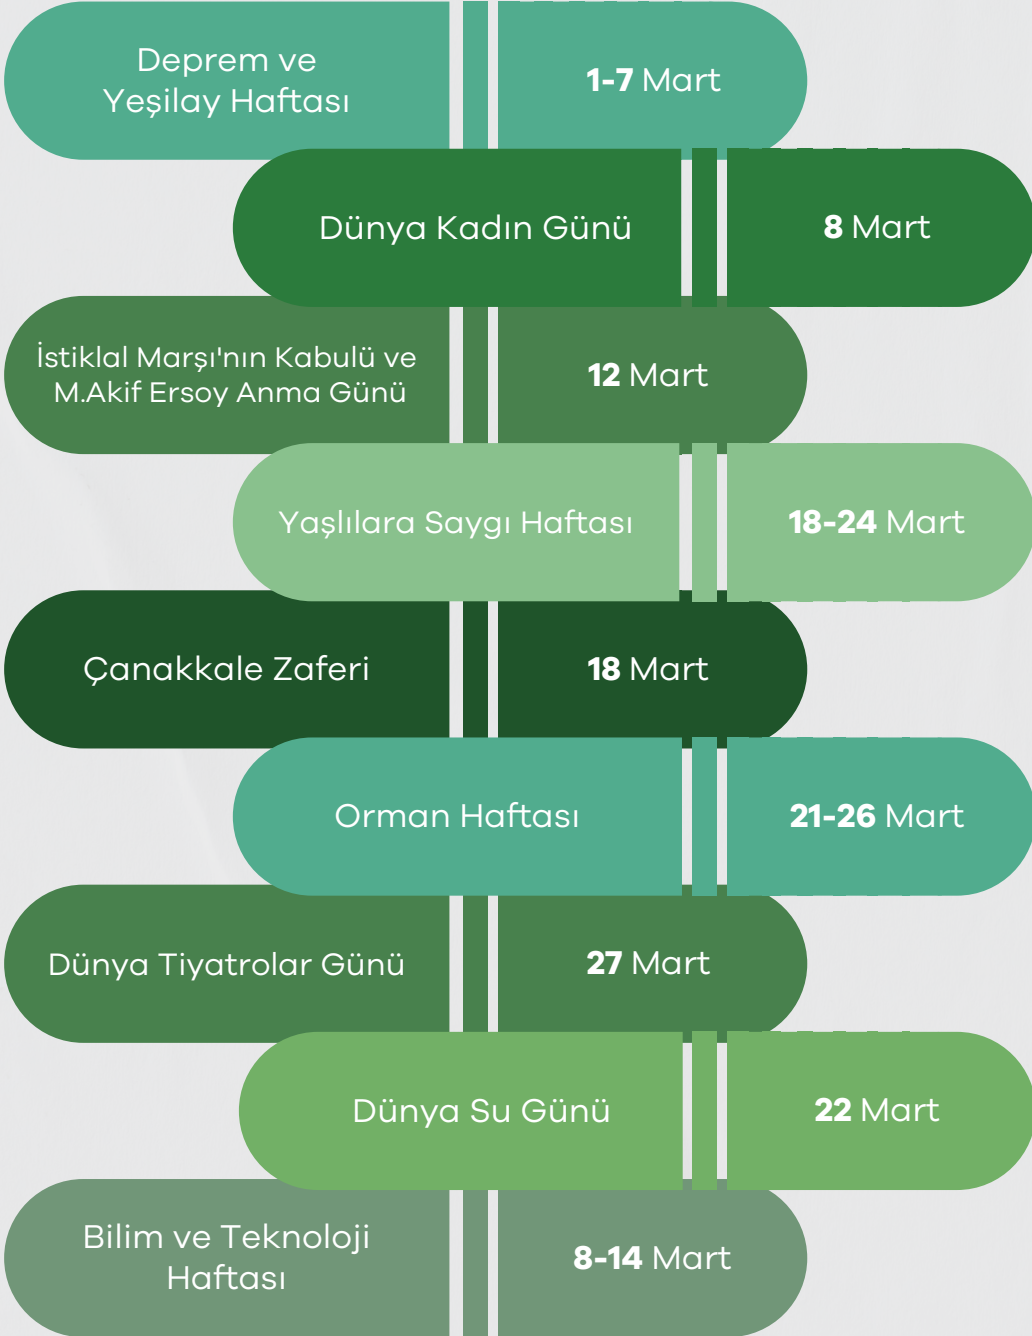 Deprem ve
Yeşilay Haftası
1-7 Mart
Dünya Kadın Günü
8 Mart
İstiklal Marşı'nın Kabulü ve
M.Akif Ersoy Anma Günü
12 Mart
Yaşlılara Saygı Haftası
18-24 Mart
Çanakkale Zaferi
18 Mart
Orman Haftası
21-26 Mart
Dünya Tiyatrolar Günü
27 Mart
Dünya Su Günü
22 Mart
Bilim ve Teknoloji
Haftası
8-14 Mart